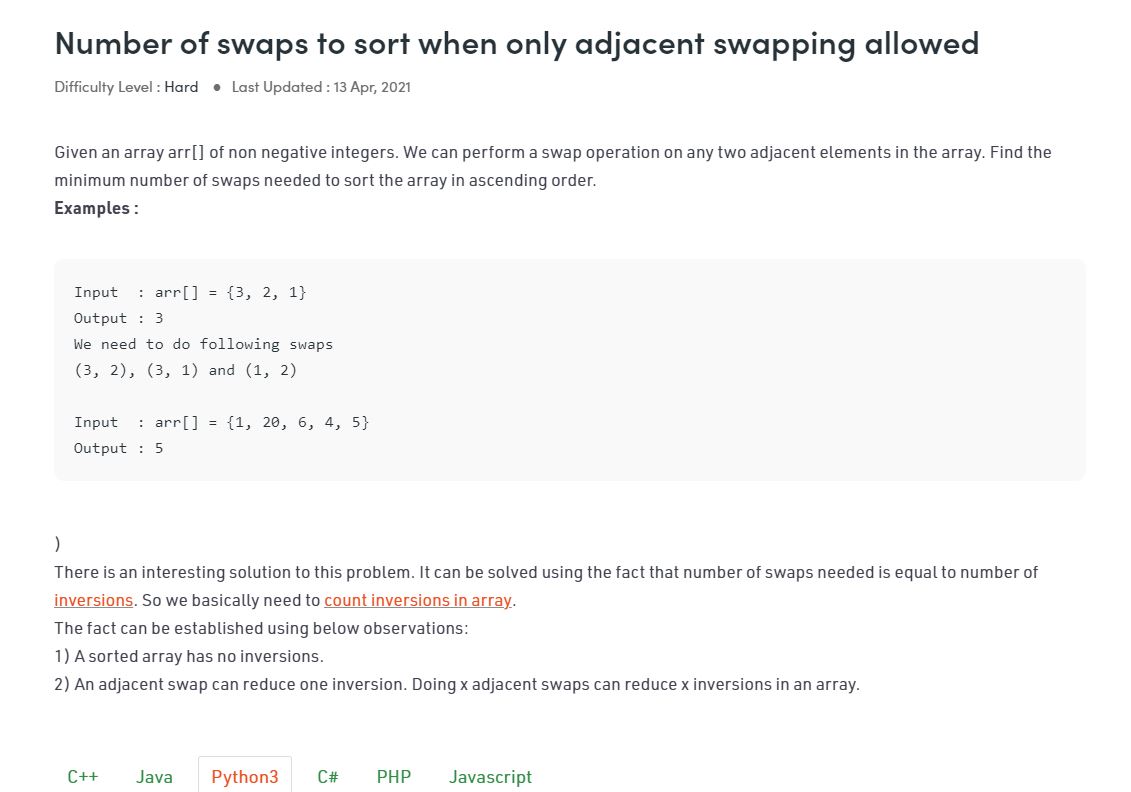 Number of swaps to sort when only adjacent swapping allowed
Difficulty Level : Hard ● Last Updated : 13 Apr, 2021
Given an array arr[] of non negative integers. We can perform a swap operation on any two adjacent elements in the array. Find the
minimum number of swaps needed to sort the array in ascending order.
Examples :
Input  : arr[] = {3, 2, 1}
Output : 3
We need to do following swaps
(3, 2), (3, 1) and (1, 2)
Input  : arr[] = {1, 20, 6, 4, 5}
Output : 5
)
There is an interesting solution to this problem. It can be solved using the fact that number of swaps needed is equal to number of
inversions. So we basically need to count inversions in array.
The fact can be established using below observations:
1) A sorted array has no inversions.
2) An adjacent swap can reduce one inversion. Doing x adjacent swaps can reduce x inversions in an array.
C++ Java Python3 C# PHP Javascript